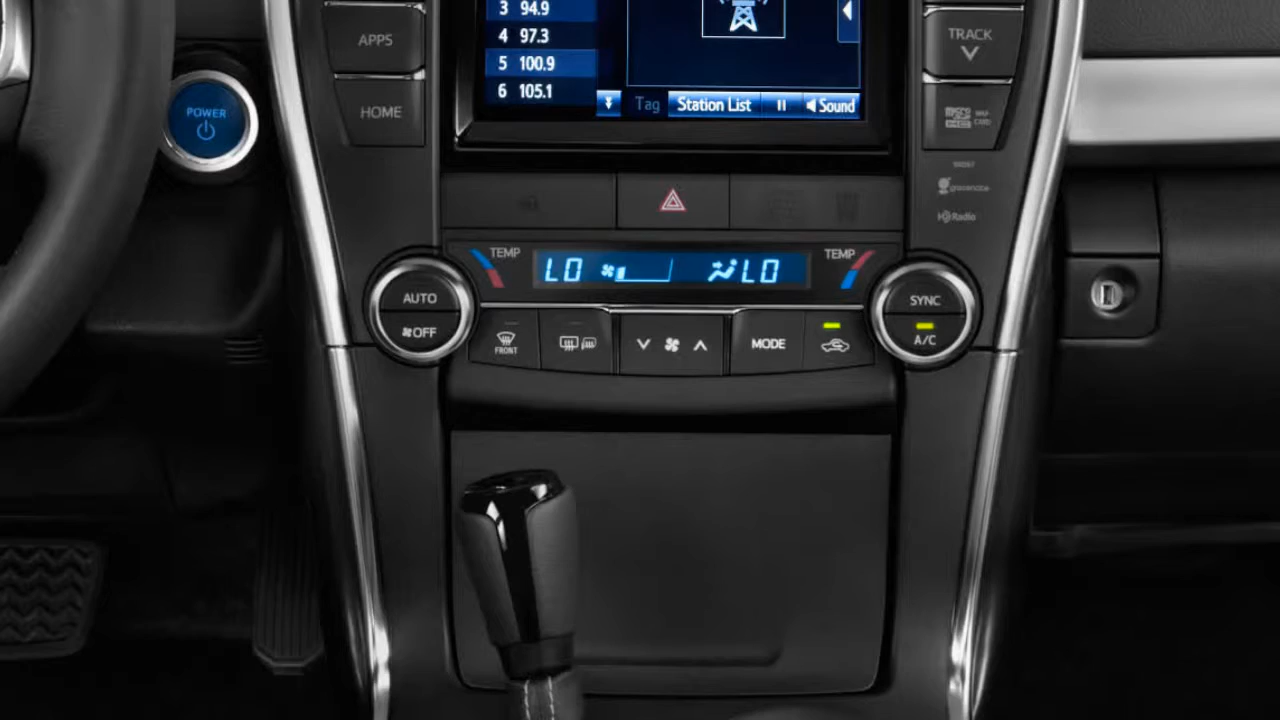 3 94.9
4 97.3
5 100.9
6 105.1
Tag Station List Sound
APPS
HOME
POWER
TRACK
gracenote
HD Radio
TEMP
LO LO
TEMP
AUTO
OFF
SYNC
A/C
FRONT
MODE